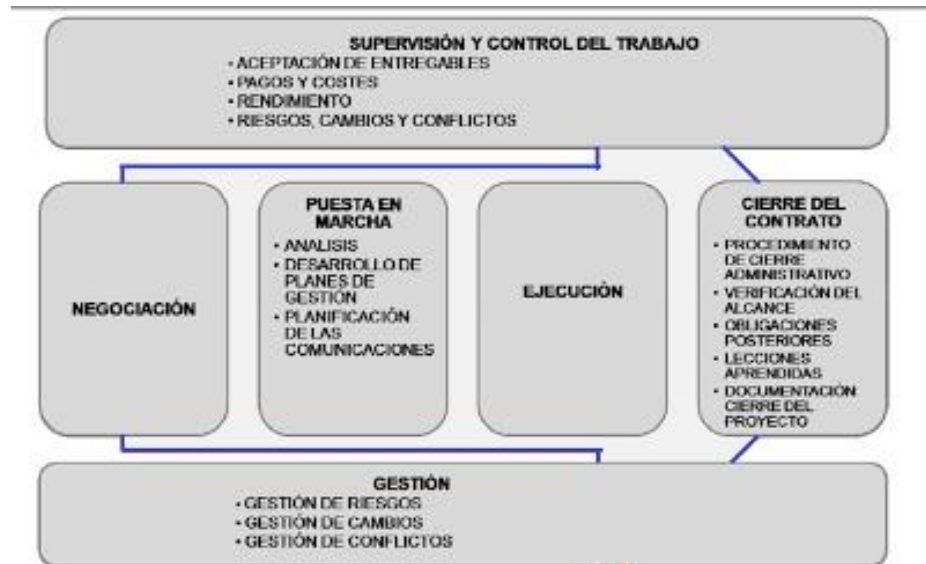 SUPERVISIÓN Y CONTROL DEL TRABAJO
• ACEPTACIÓN DE ENTREGABLES
• PAGOS Y COSTES
• RENDIMIENTO
• RIESGOS, CAMBIOS Y CONFLICTOS
NEGOCIACIÓN
PUESTA EN
MARCHA
• ANALISIS
• DESARROLLO DE
PLANES DE
GESTIÓN
• PLANIFICACIÓN
DE LAS
COMUNICACIONES
EJECUCIÓN
CIERRE DEL
CONTRATO
• PROCEDIMIENTO
DE CIERRE
ADMINISTRATIVO
• VERIFICACIÓN DEL
ALCANCE
• OBLIGACIONES
POSTERIORES
• LECCIONES
APRENDIDAS
• DOCUMENTACIÓN
CIERRE DEL
PROYECTO
GESTIÓN
• GESTIÓN DE RIESGOS
• GESTIÓN DE CAMBIOS
• GESTIÓN DE CONFLICTOS